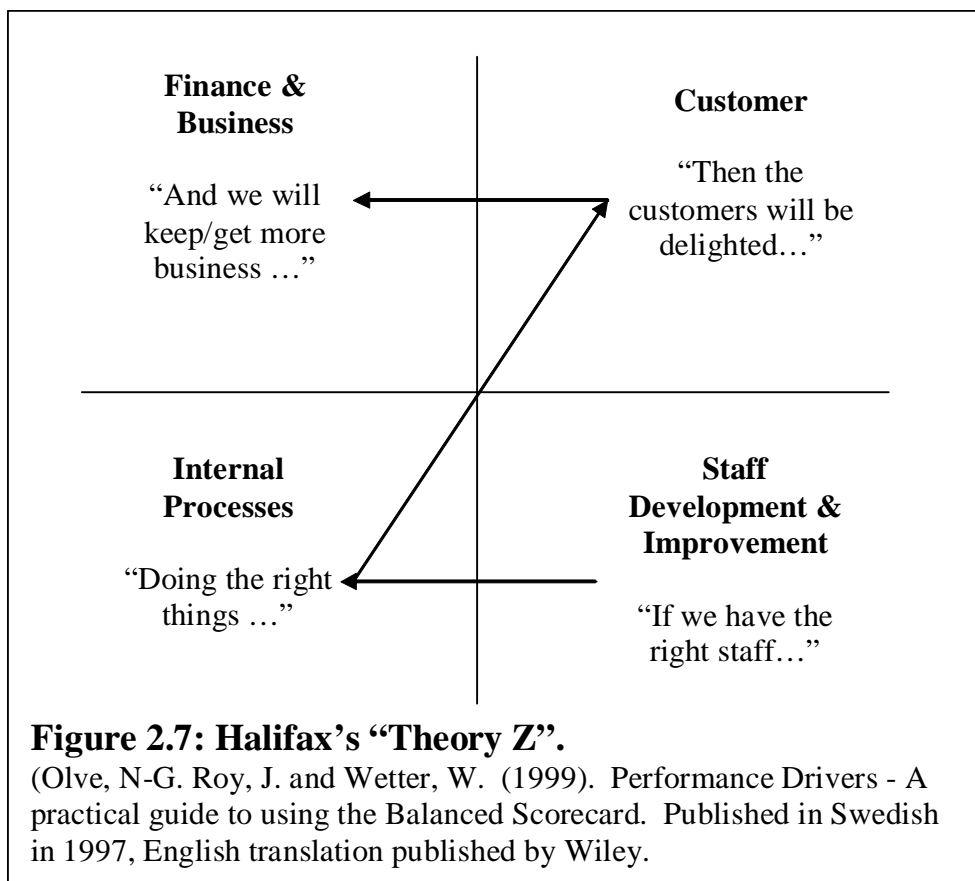 Finance &
Business
“And we will
keep/get more
business …”
Customer
“Then the
customers will be
delighted…”
Internal
Processes
“Doing the right
things …”
Staff
Development &
Improvement
“If we have the
right staff…”
Figure 2.7: Halifax’s “Theory Z”.
(Olve, N-G. Roy, J. and Wetter, W. (1999). Performance Drivers - A
practical guide to using the Balanced Scorecard. Published in Swedish
in 1997, English translation published by Wiley.